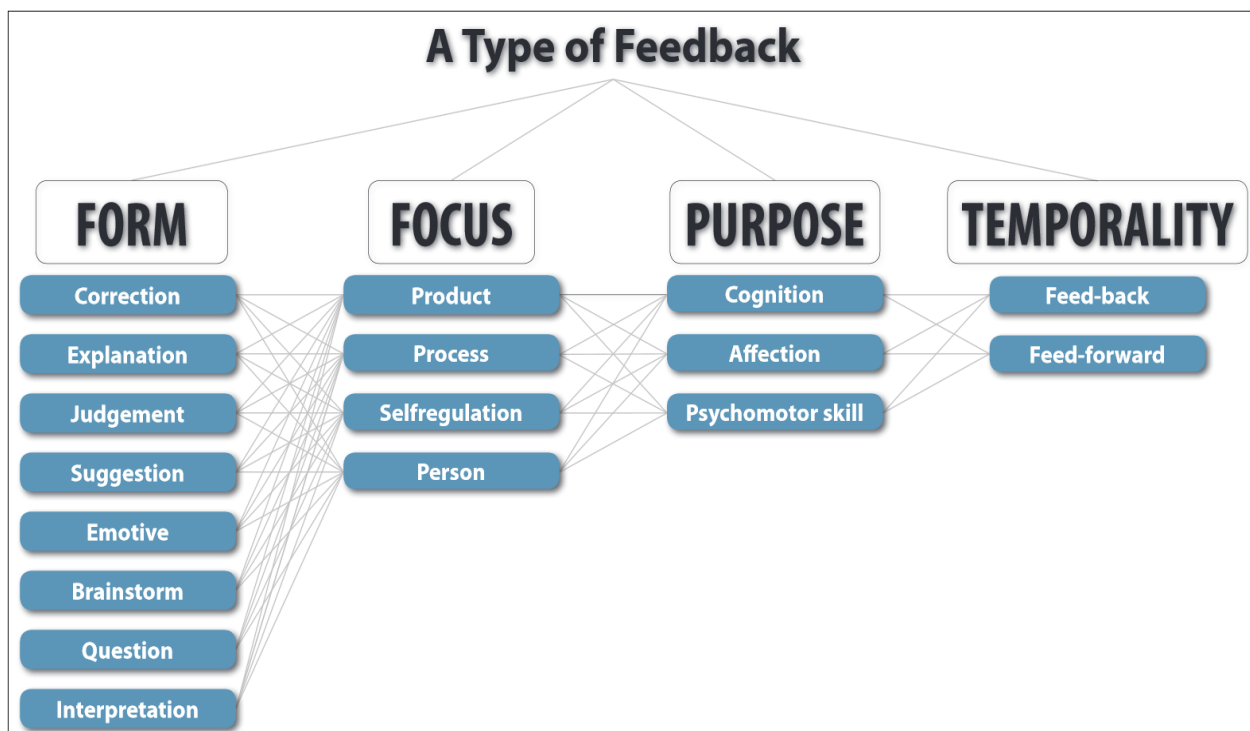 A Type of Feedback
FORM
FOCUS
PURPOSE
TEMPORALITY
Correction
Explanation
Judgement
Suggestion
Emotive
Brainstorm
Question
Interpretation
Product
Process
Selfregulation
Person
Cognition
Affection
Psychomotor skill
Feed-back
Feed-forward